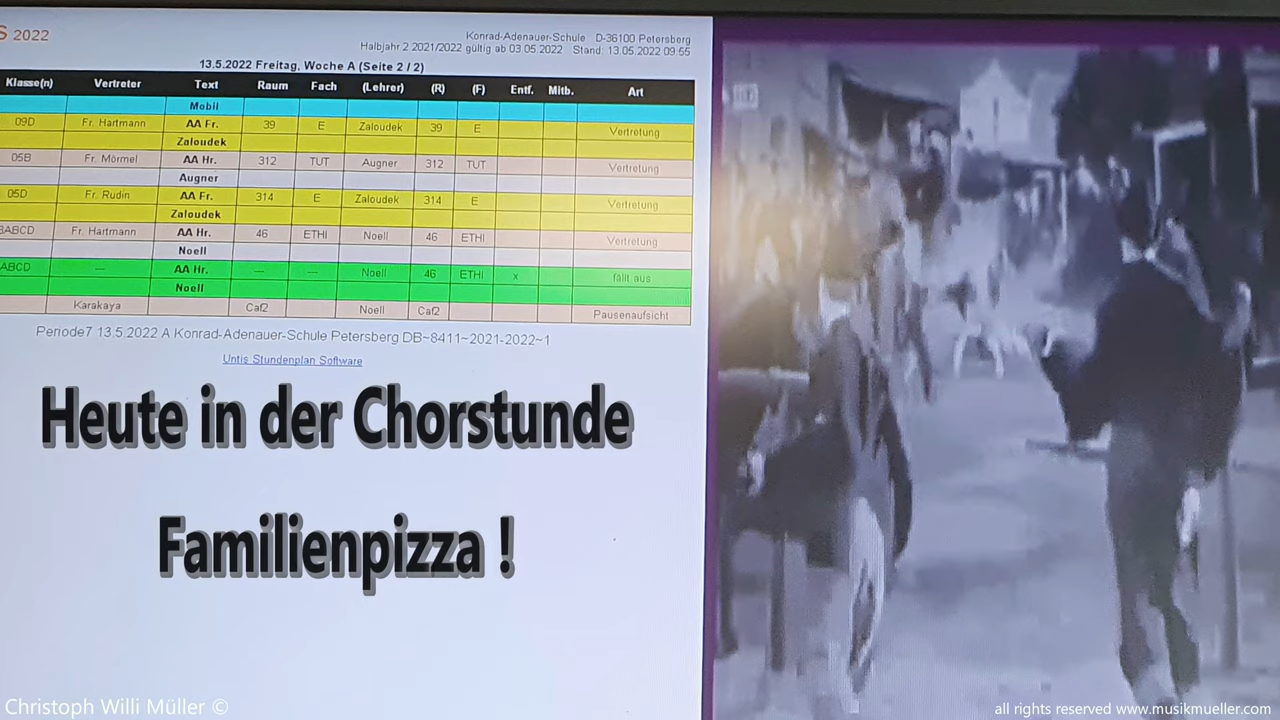 S 2022
Konrad-Adenauer-Schule D-36100 Petersberg
Halbjahr 2 2021/2022 gültig ab 03.05.2022 Stand: 13.05.2022 09:55
13.5.2022 Freitag, Woche A (Seite 2 / 2)
Klasse(n) Vertreter Text Raum Fach (Lehrer) (R) (F) Entf. Mitb. Art
Mobil
09D Fr. Hartmann AA Fr. 39 E Zaloudek 39 E Vertretung
Zaloudek
05B Fr. Mörmel AA Hr. 312 TUT Augner 312 TUT Vertretung
Augner
05D Fr. Rudin AA Fr. 314 E Zaloudek 314 E Vertretung
Zaloudek
ABCD Fr. Hartmann AA Hr. 46 ETHI Noell 46 ETHI Vertretung
Noell
ABCD --- AA Hr. --- --- Noell 46 ETHI x fällt aus
Noell
Karakaya Caf2 Noell Caf2 Pausenaufsicht
Periode7 13.5.2022 A Konrad-Adenauer-Schule Petersberg DB~8411~2021-2022~1
Untis Stundenplan Software
Heute in der Chorstunde
Familienpizza !
Christoph Willi Müller ©
all rights reserved www.musikmueller.com